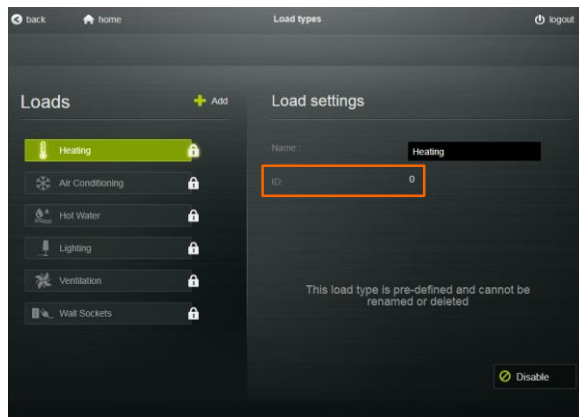 back
home
Load types
logout
Loads
Add
Load settings
Heating
Name :
Heating
Air Conditioning
ID:
0
Hot Water
Lighting
Ventilation
This load type is pre-defined and cannot be
renamed or deleted
Wall Sockets
Disable